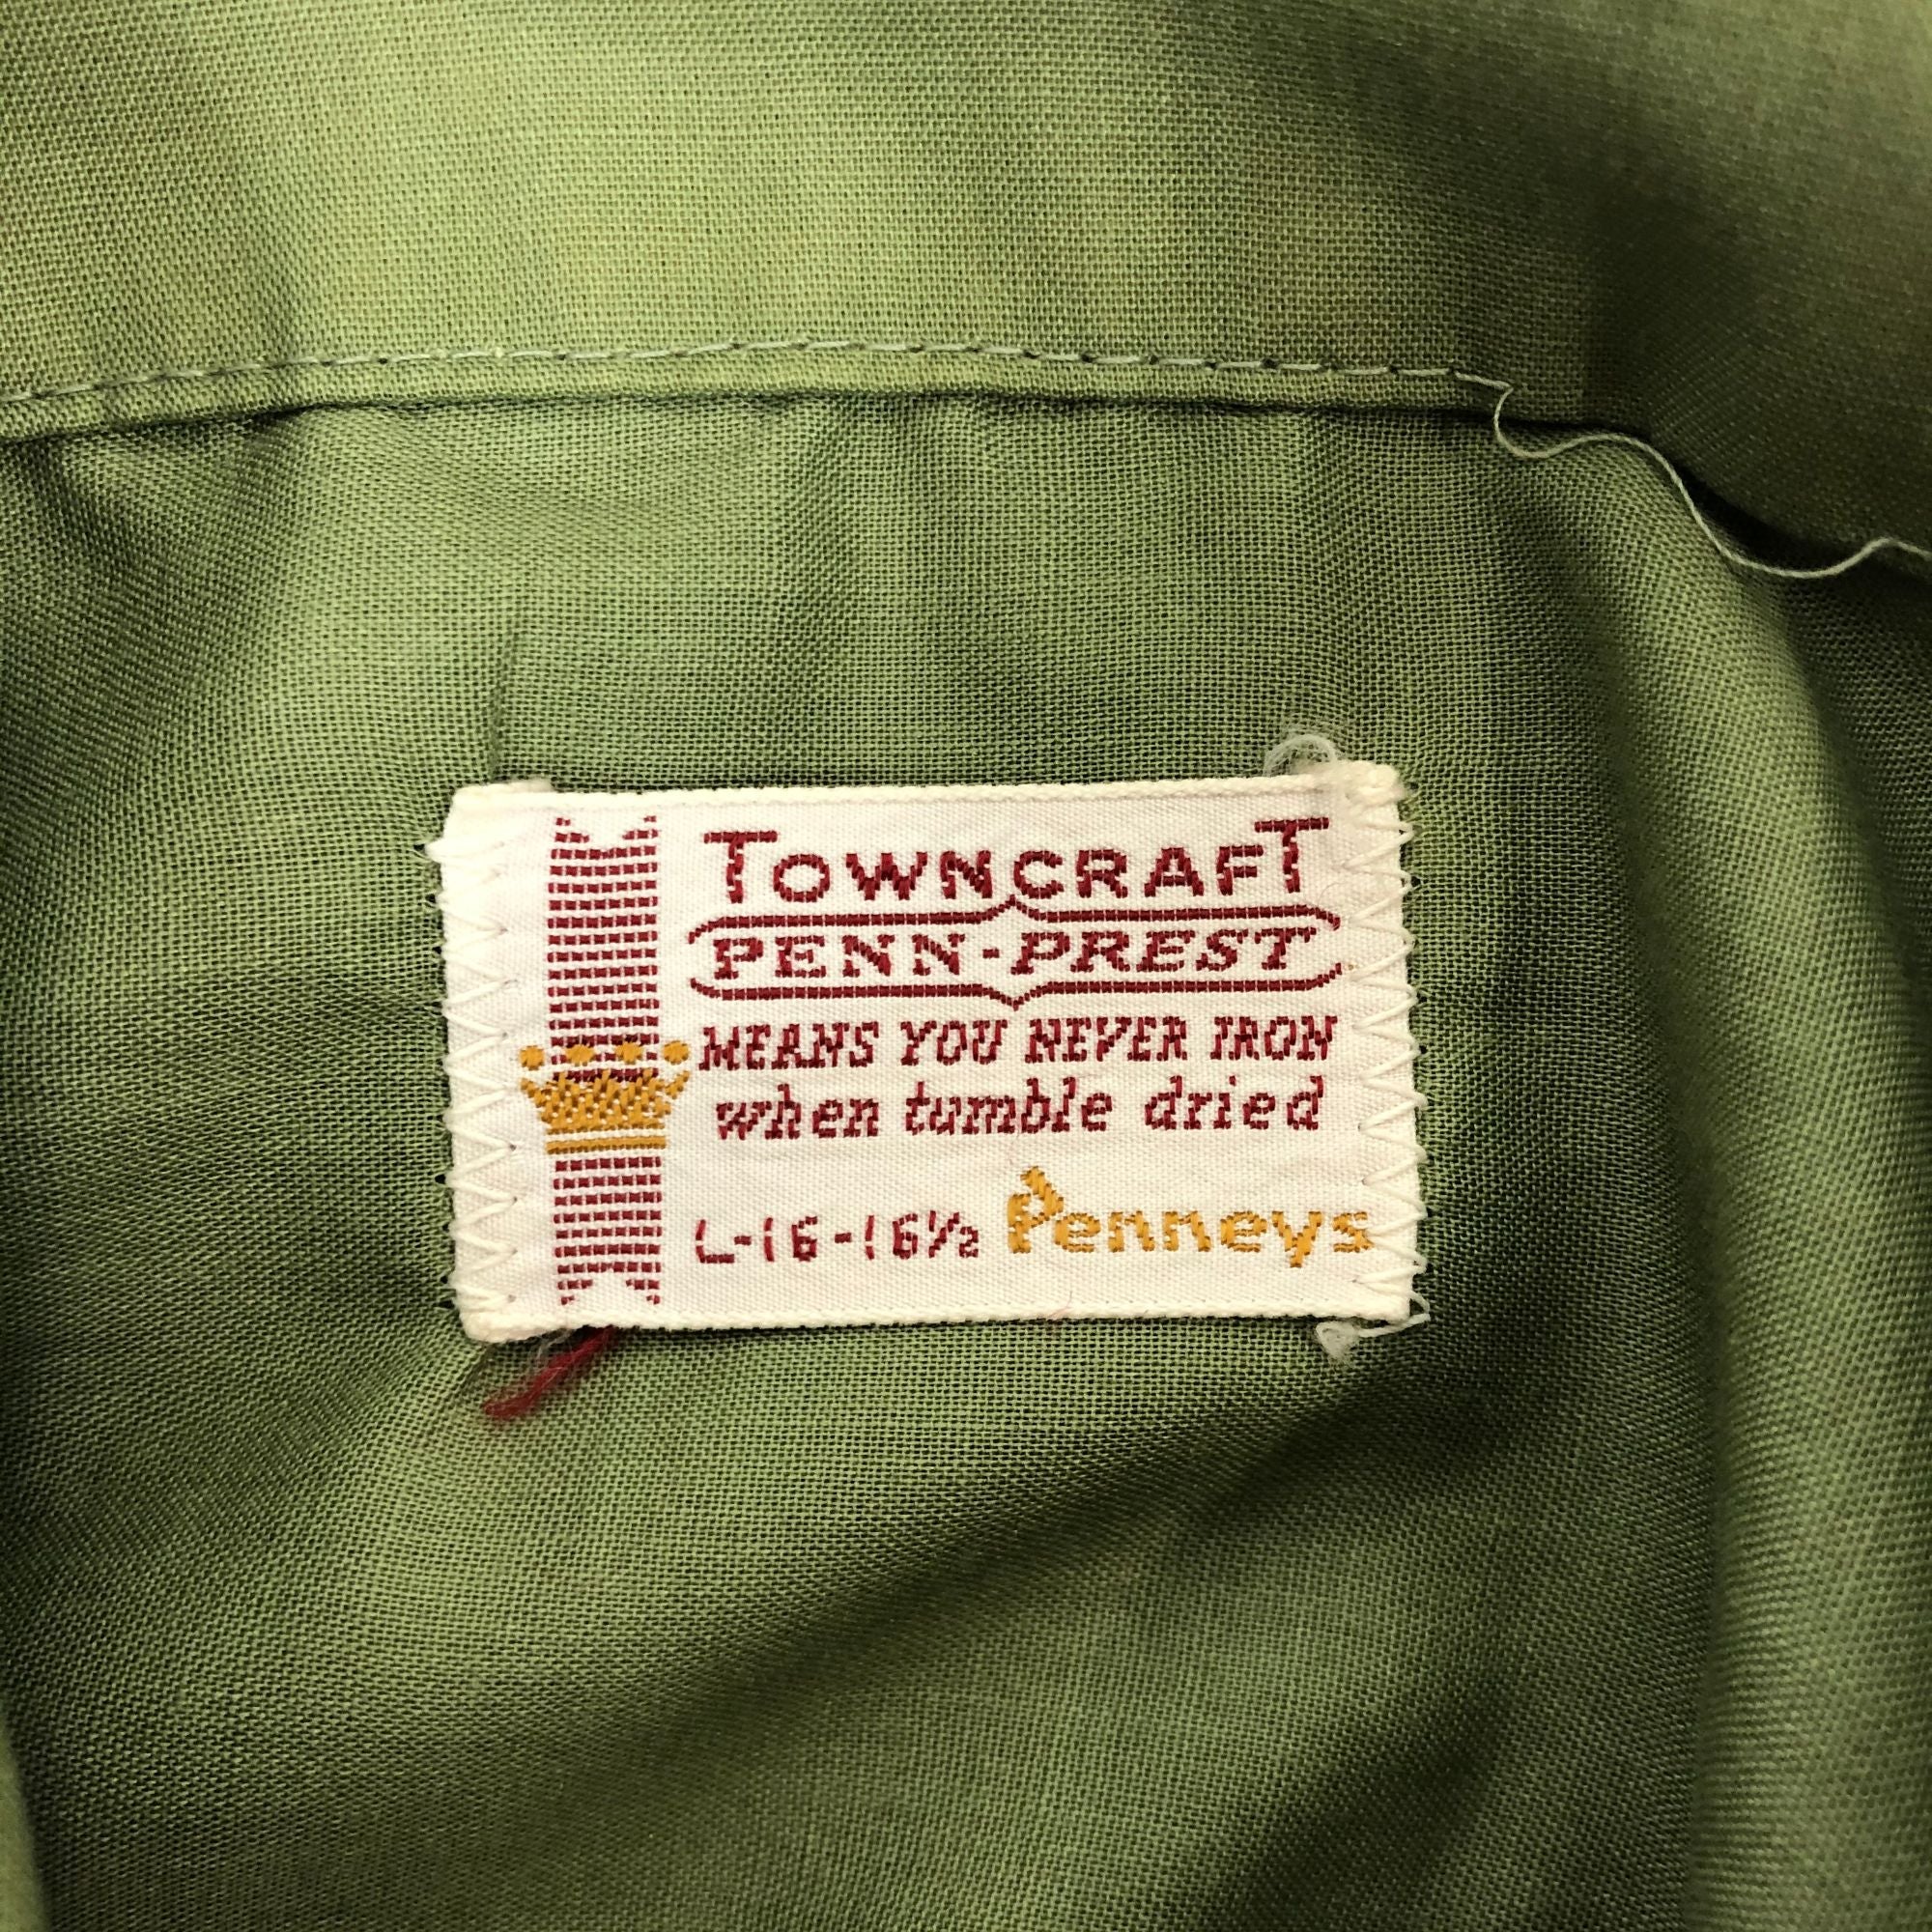 TOWNCRAFT
PENN-PREST
MEANS YOU NEVER IRON
when tumble dried
L-16-16½ Penneys